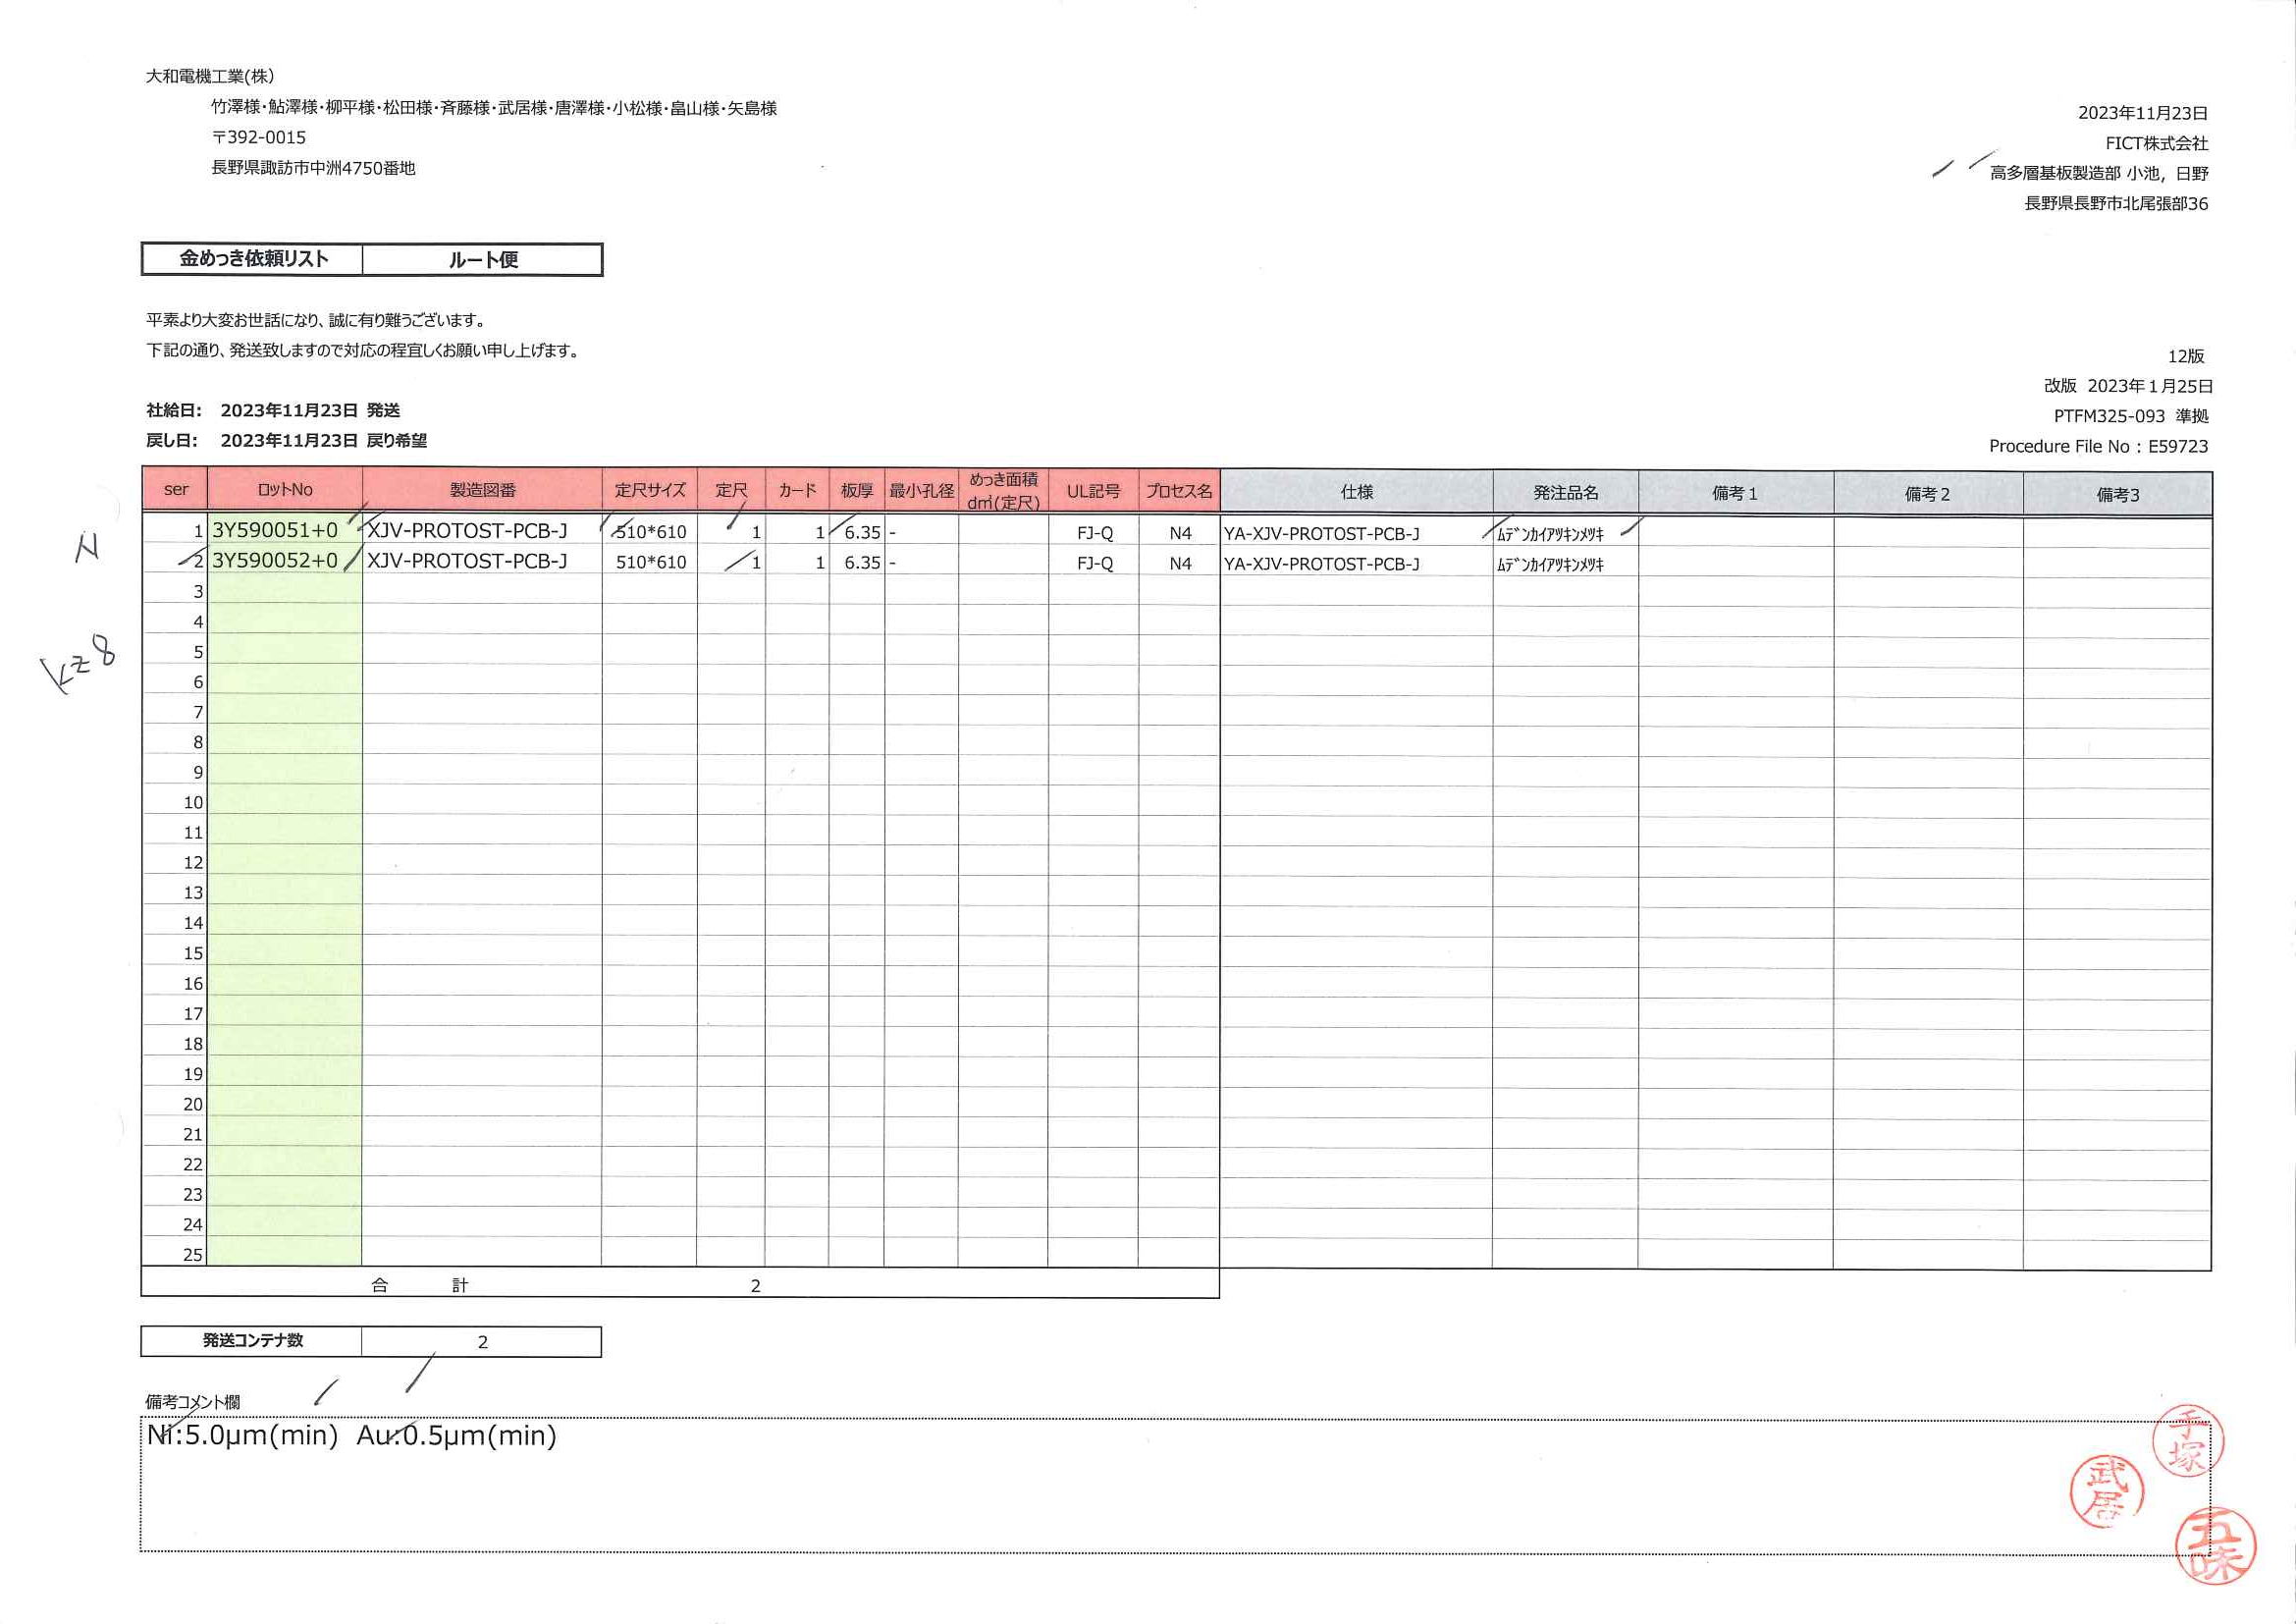 大和電機工業(株)
竹澤様・鮎澤様・柳平様・松田様・斉藤様・武居様・唐澤様・小松様・畠山様・矢島様
〒392-0015
長野県諏訪市中洲4750番地
2023年11月23日
FICT株式会社
高多層基板製造部 小池，日野
長野県長野市北尾張部36
金めっき依頼リスト ルート便
平素より大変お世話になり、誠に有り難うございます。
下記の通り、発送致しますので対応の程宜しくお願い申し上げます。
12版
改版 2023年1月25日
PTFM325-093 準拠
Procedure File No : E59723
社給日: 2023年11月23日 発送
戻し日: 2023年11月23日 戻り希望
ser ロットNo 製造図番 定尺サイズ 定尺 カード 板厚 最小孔径 めっき面積 dm²(定尺) UL記号 プロセス名 仕様 発注品名 備考1 備考2 備考3
1 3Y590051+0 XJV-PROTOST-PCB-J 510*610 1 1 6.35 - FJ-Q N4 YA-XJV-PROTOST-PCB-J ﾑﾃﾞﾝｶｲｱﾂｷﾝﾒﾂｷ
2 3Y590052+0 XJV-PROTOST-PCB-J 510*610 1 1 6.35 - FJ-Q N4 YA-XJV-PROTOST-PCB-J ﾑﾃﾞﾝｶｲｱﾂｷﾝﾒﾂｷ
3
4
5
6
7
8
9
10
11
12
13
14
15
16
17
18
19
20
21
22
23
24
25
合計 2
kz8
発送コンテナ数 2
備考コメント欄
Ni:5.0μm(min) Au:0.5μm(min)
手塚
武居
五味